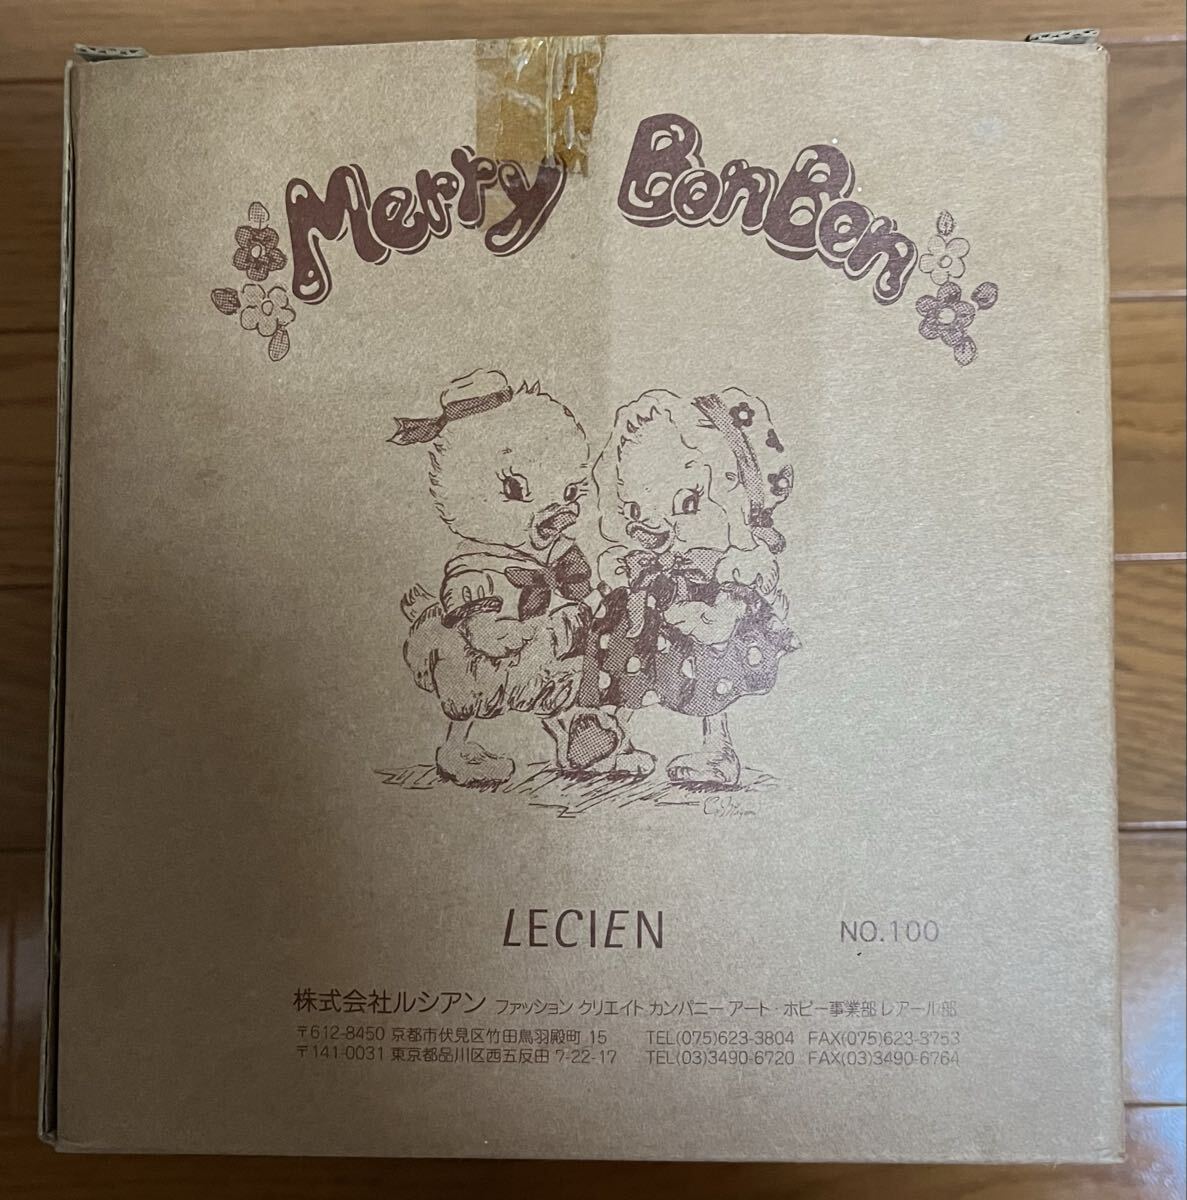 Merry BonBon
LECIEN
NO.100
株式会社ルシアン ファッション クリエイト カンパニー アート・ホビー事業部 レアール部
〒612-8450 京都市伏見区竹田鳥羽殿町 15 TEL(075)623-3804 FAX(075)623-3753
〒141-0031 東京都品川区西五反田 7-22-17 TEL(03)3490-6720 FAX(03)3490-6764